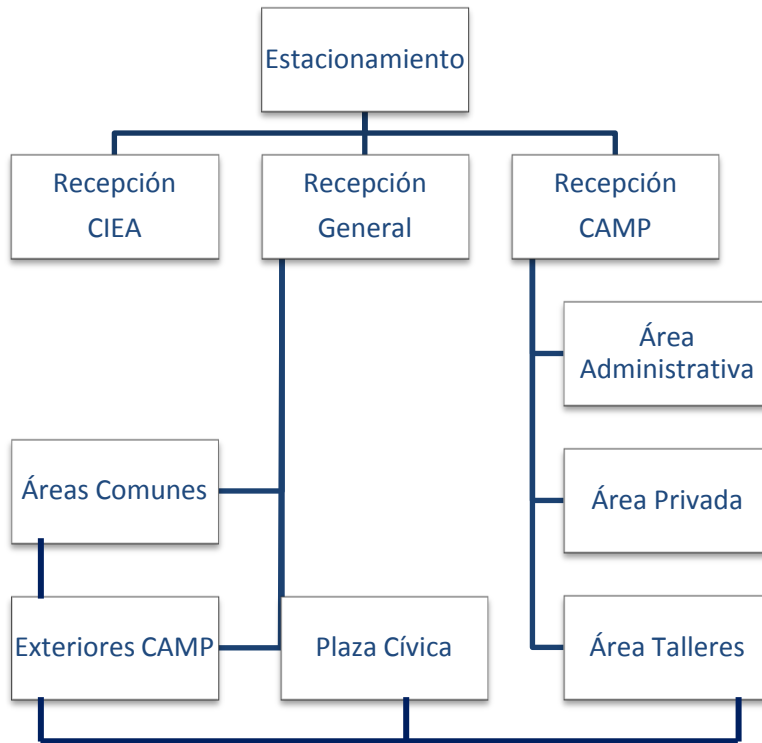 Estacionamiento
Recepción
CIEA
Recepción
General
Recepción
CAMP
Área
Administrativa
Áreas Comunes
Área Privada
Exteriores CAMP
Plaza Cívica
Área Talleres